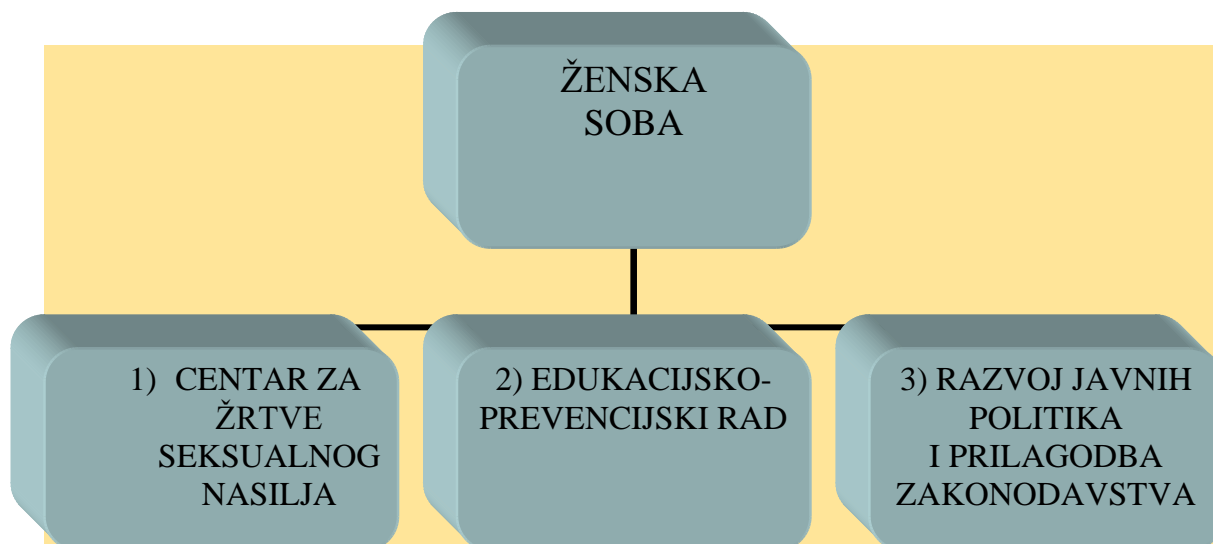 ŽENSKA
SOBA
1) CENTAR ZA
ŽRTVE
SEKSUALNOG
NASILJA
2) EDUKACIJSKO-
PREVENCIJSKI RAD
3) RAZVOJ JAVNIH
POLITIKA
I PRILAGODBA
ZAKONODAVSTVA